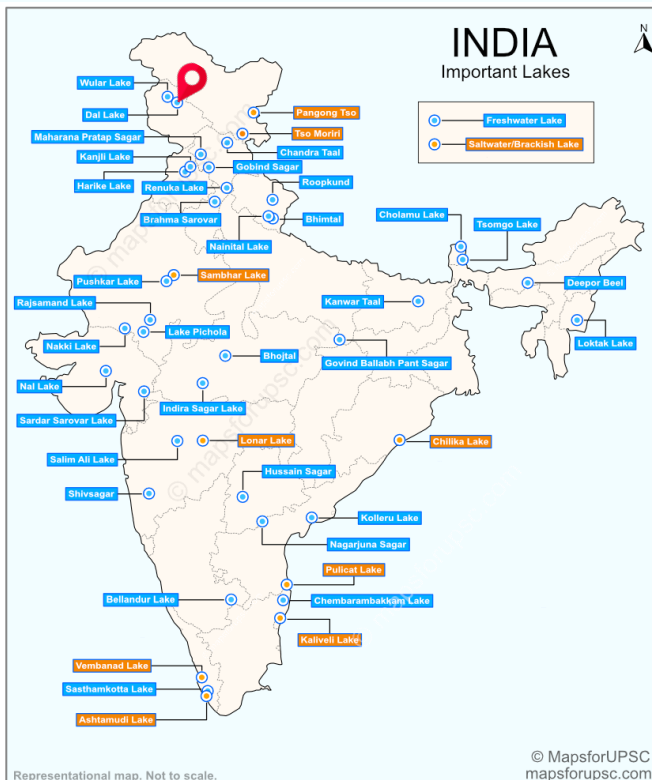 INDIA
Important Lakes
N
Freshwater Lake
Saltwater/Brackish Lake
Wular Lake
Dal Lake
Pangong Tso
Tso Moriri
Maharana Pratap Sagar
Chandra Taal
Kanjli Lake
Gobind Sagar
Harike Lake
Renuka Lake
Roopkund
Brahma Sarovar
Bhimtal
Nainital Lake
Cholamu Lake
Tsomgo Lake
Sambhar Lake
Pushkar Lake
Deepor Beel
Rajsamand Lake
Kanwar Taal
Lake Pichola
Nakki Lake
Loktak Lake
Bhojtal
Govind Ballabh Pant Sagar
Nal Lake
Indira Sagar Lake
Sardar Sarovar Lake
Lonar Lake
Chilika Lake
Salim Ali Lake
Hussain Sagar
Shivsagar
Kolleru Lake
Nagarjuna Sagar
Pulicat Lake
Bellandur Lake
Chembarambakkam Lake
Kaliveli Lake
Vembanad Lake
Sasthamkotta Lake
Ashtamudi Lake
© mapsforupsc.com
© mapsforupsc.com
© MapsforUPSC
mapsforupsc.com
Representational map. Not to scale.